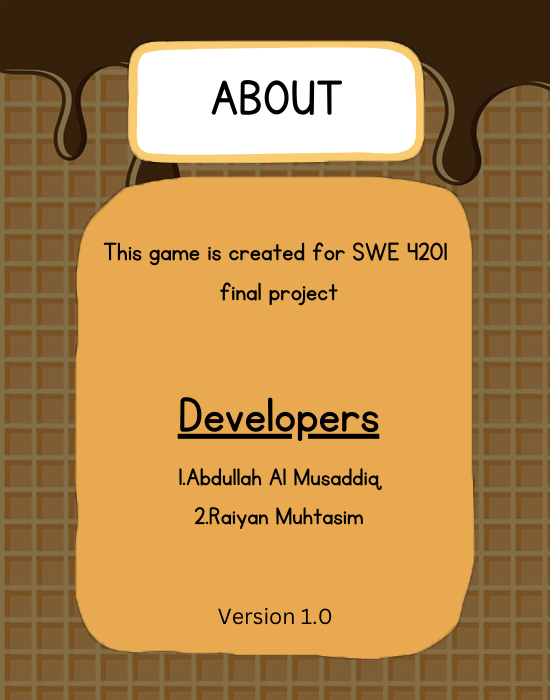 ABOUT
This game is created for SWE 4201
final project
Developers
1.Abdullah Al Musaddiq
2.Raiyan Muhtasim
Version 1.0